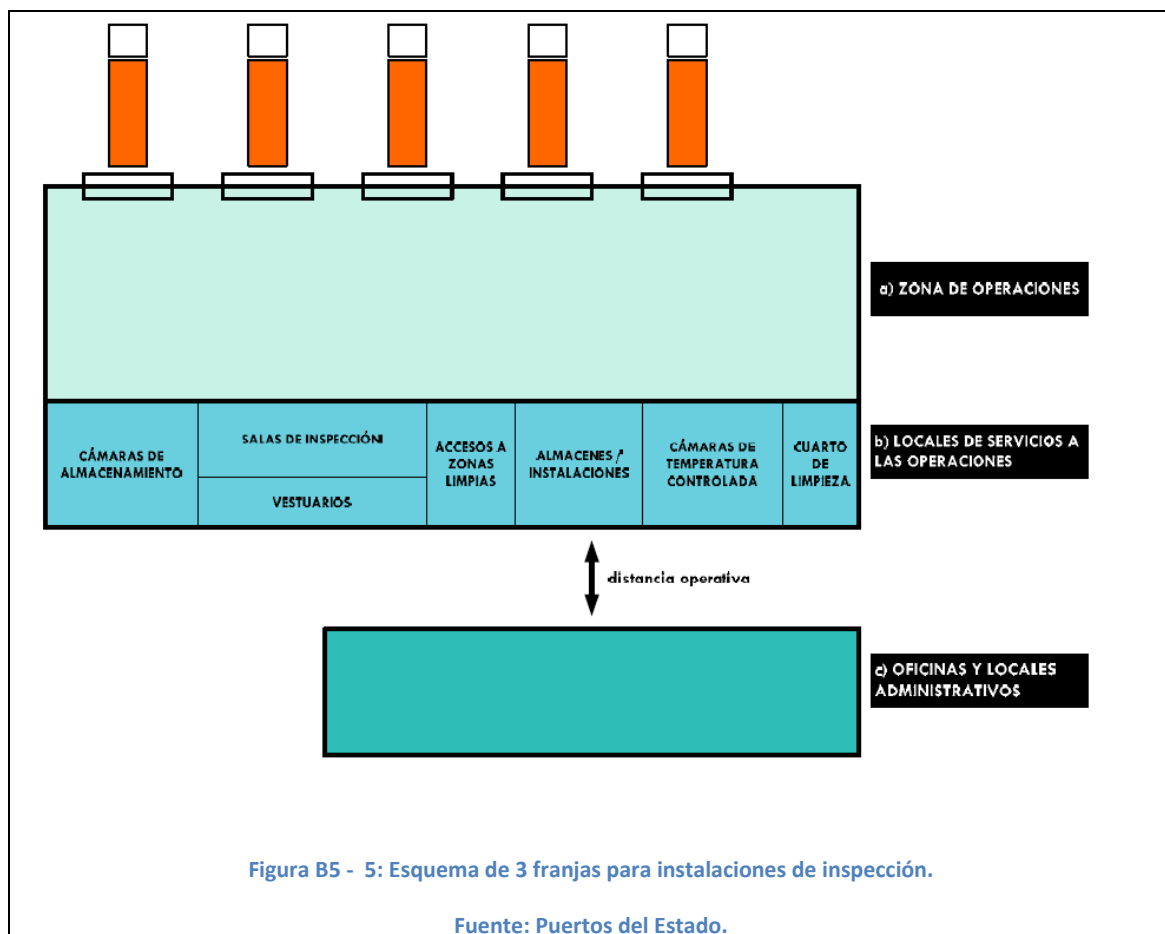 a) ZONA DE OPERACIONES
CÁMARAS DE
ALMACENAMIENTO
SALAS DE INSPECCIÓN
VESTUARIOS
ACCESOS A
ZONAS
LIMPIAS
ALMACENES /
INSTALACIONES
CÁMARAS DE
TEMPERATURA
CONTROLADA
CUARTO
DE
LIMPIEZA
b) LOCALES DE SERVICIOS A
LAS OPERACIONES
distancia operativa
c) OFICINAS Y LOCALES
ADMINISTRATIVOS
Figura B5 - 5: Esquema de 3 franjas para instalaciones de inspección.
Fuente: Puertos del Estado.